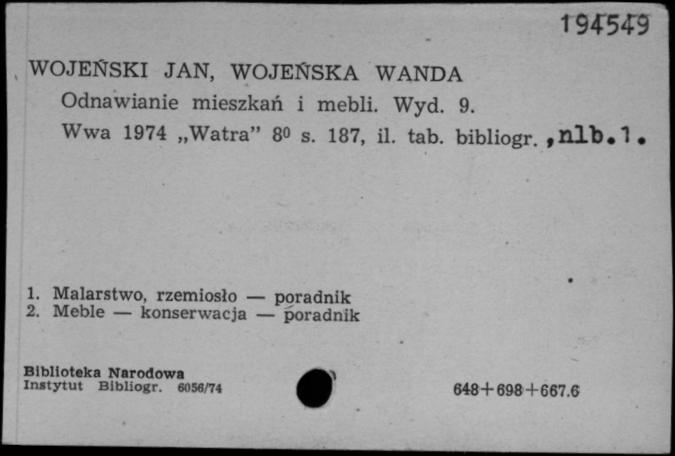 194549
WOJEŃSKI JAN, WOJEŃSKA WANDA
Odnawianie mieszkań i mebli. Wyd. 9.
Wwa 1974 „Watra” 8º s. 187, il. tab. bibliogr. ,nlb.1.
1. Malarstwo, rzemiosło — poradnik
2. Meble — konserwacja — poradnik
Biblioteka Narodowa
Instytut Bibliogr. 6056/74
648+698+667.6